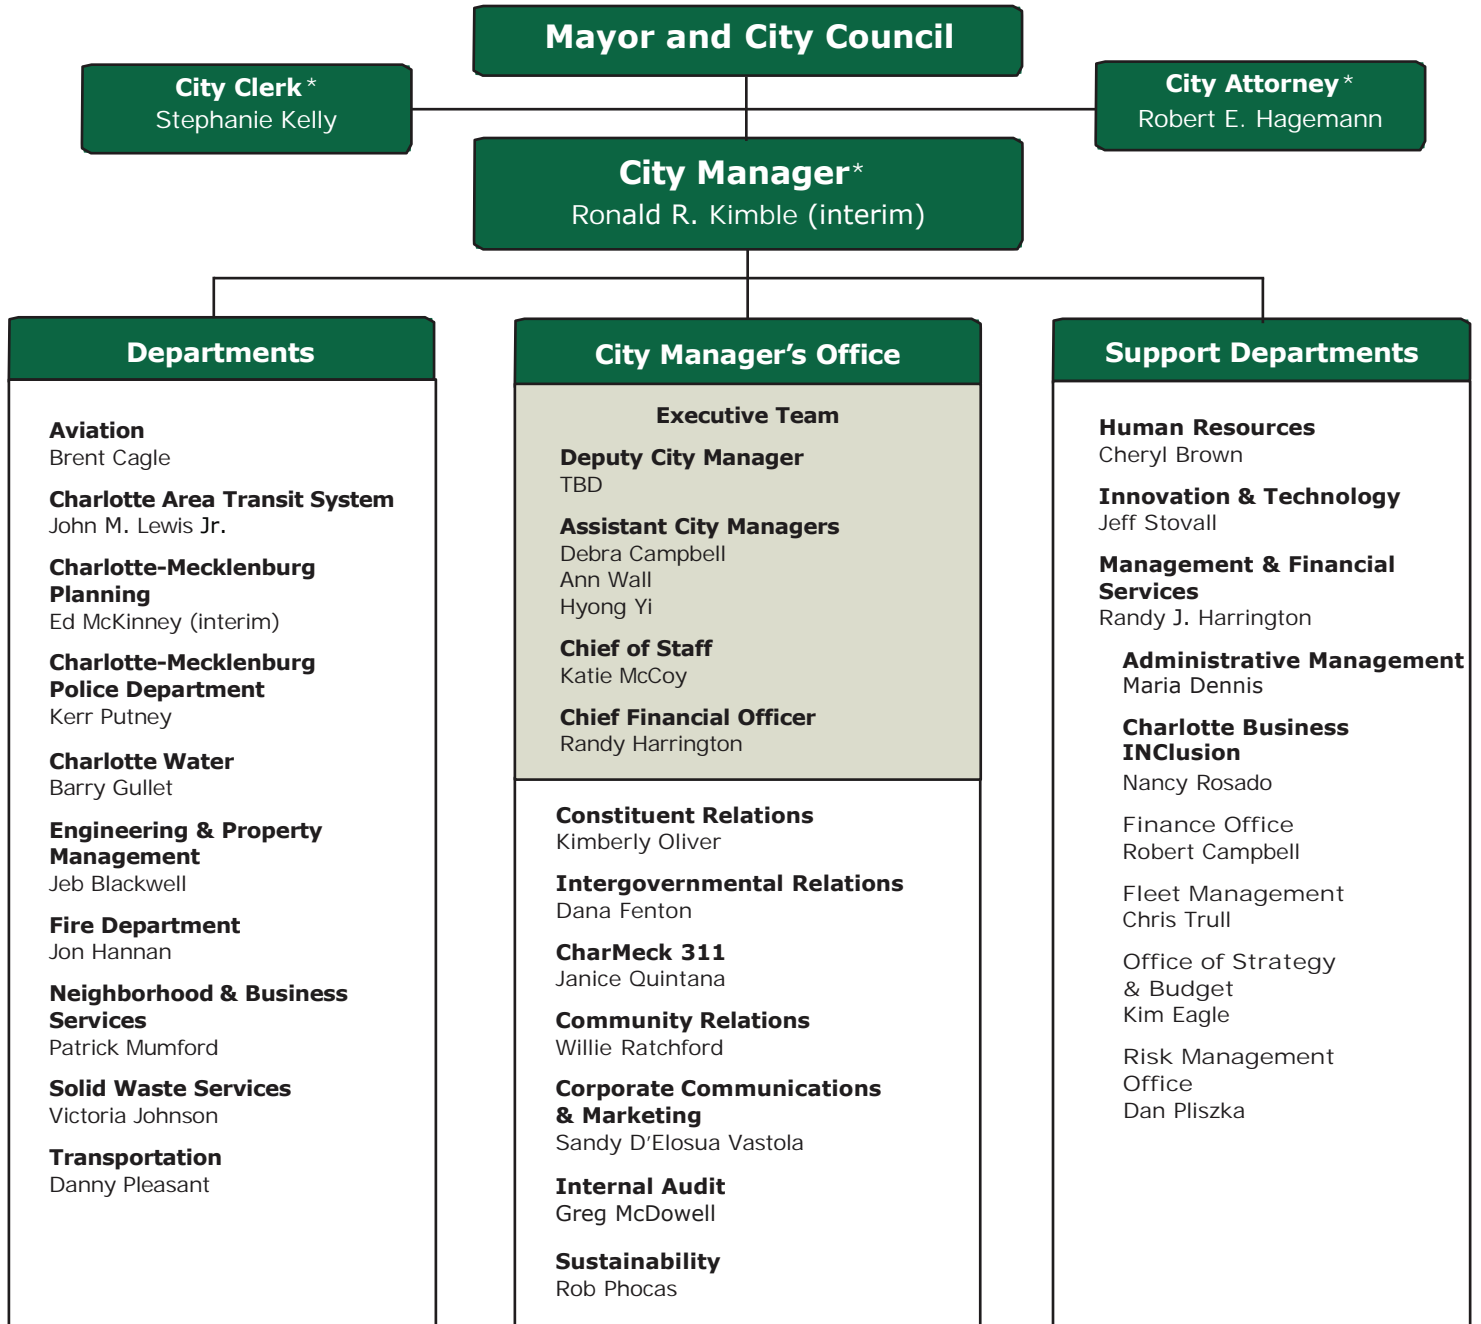 Mayor and City Council
City Clerk*
Stephanie Kelly
City Attorney*
Robert E. Hagemann
City Manager*
Ronald R. Kimble (interim)
Departments
Aviation
Brent Cagle
Charlotte Area Transit System
John M. Lewis Jr.
Charlotte-Mecklenburg
Planning
Ed McKinney (interim)
Charlotte-Mecklenburg
Police Department
Kerr Putney
Charlotte Water
Barry Gullet
Engineering & Property
Management
Jeb Blackwell
Fire Department
Jon Hannan
Neighborhood & Business
Services
Patrick Mumford
Solid Waste Services
Victoria Johnson
Transportation
Danny Pleasant
City Manager’s Office
Executive Team
Deputy City Manager
TBD
Assistant City Managers
Debra Campbell
Ann Wall
Hyong Yi
Chief of Staff
Katie McCoy
Chief Financial Officer
Randy Harrington
Constituent Relations
Kimberly Oliver
Intergovernmental Relations
Dana Fenton
CharMeck 311
Janice Quintana
Community Relations
Willie Ratchford
Corporate Communications
& Marketing
Sandy D’Elosua Vastola
Internal Audit
Greg McDowell
Sustainability
Rob Phocas
Support Departments
Human Resources
Cheryl Brown
Innovation & Technology
Jeff Stovall
Management & Financial
Services
Randy J. Harrington
Administrative Management
Maria Dennis
Charlotte Business
INClusion
Nancy Rosado
Finance Office
Robert Campbell
Fleet Management
Chris Trull
Office of Strategy
& Budget
Kim Eagle
Risk Management
Office
Dan Pliszka